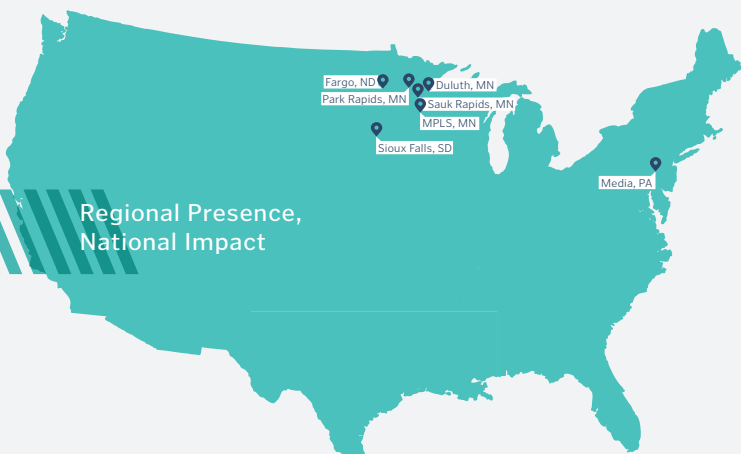 Fargo, ND
Duluth, MN
Park Rapids, MN
Sauk Rapids, MN
MPLS, MN
Sioux Falls, SD
Media, PA
Regional Presence,
National Impact